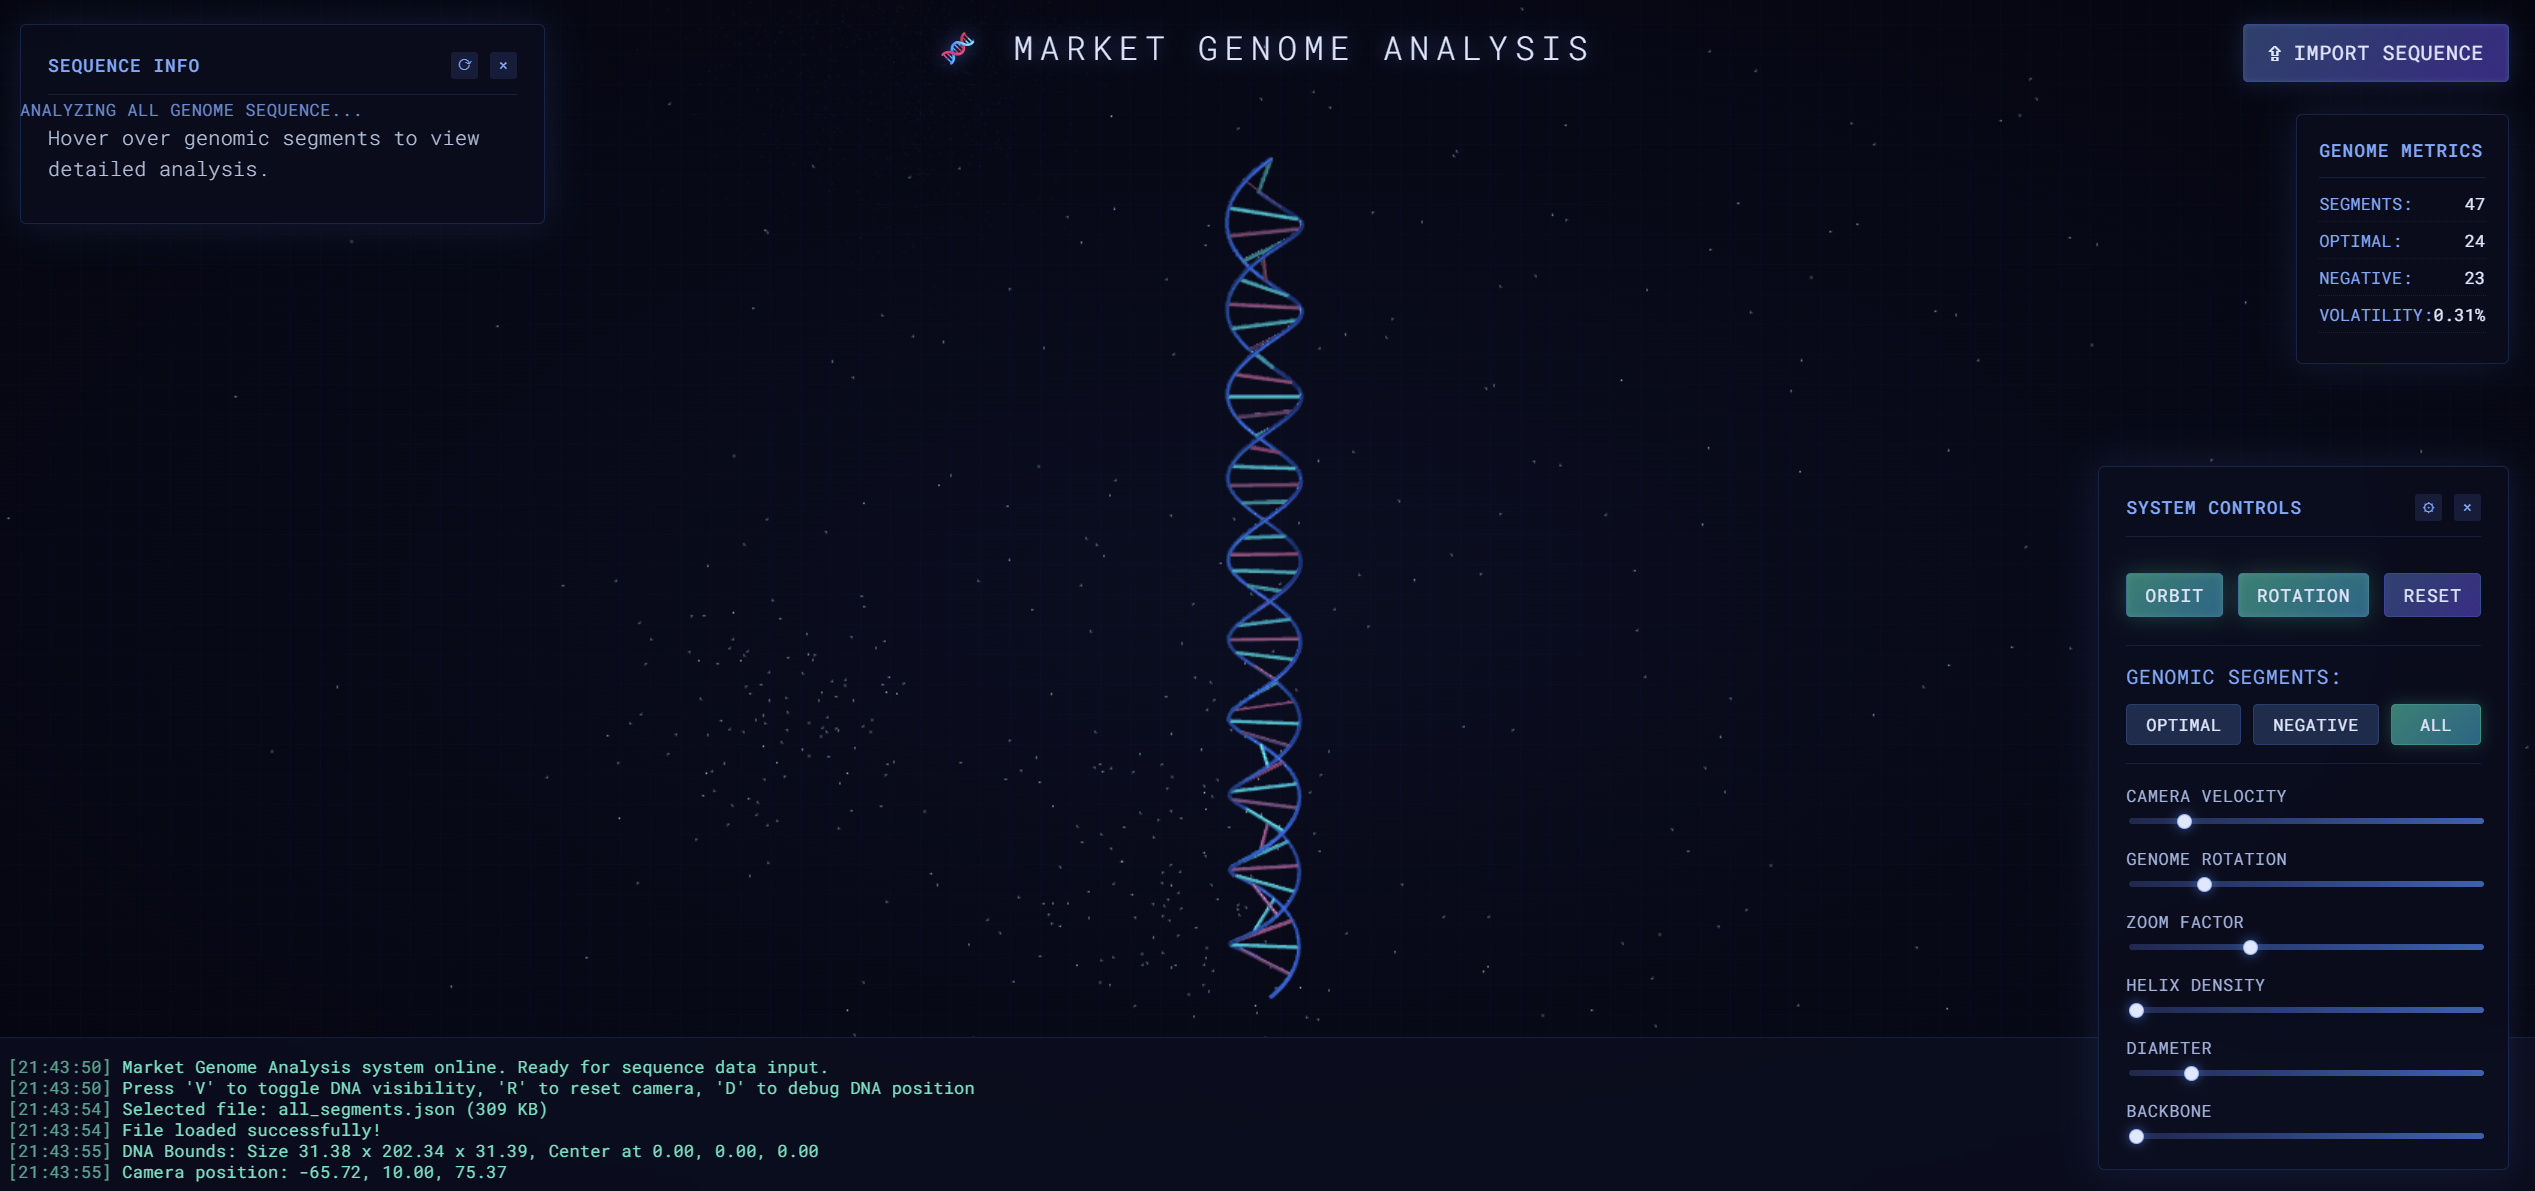 MARKET GENOME ANALYSIS
IMPORT SEQUENCE
SEQUENCE INFO
ANALYZING ALL GENOME SEQUENCE...
Hover over genomic segments to view
detailed analysis.
GENOME METRICS
SEGMENTS: 47
OPTIMAL: 24
NEGATIVE: 23
VOLATILITY:0.31%
SYSTEM CONTROLS
ORBIT ROTATION RESET
GENOMIC SEGMENTS:
OPTIMAL NEGATIVE ALL
CAMERA VELOCITY
GENOME ROTATION
ZOOM FACTOR
HELIX DENSITY
DIAMETER
BACKBONE
[21:43:50] Market Genome Analysis system online. Ready for sequence data input.
[21:43:50] Press 'V' to toggle DNA visibility, 'R' to reset camera, 'D' to debug DNA position
[21:43:54] Selected file: all_segments.json (309 KB)
[21:43:54] File loaded successfully!
[21:43:55] DNA Bounds: Size 31.38 x 202.34 x 31.39, Center at 0.00, 0.00, 0.00
[21:43:55] Camera position: -65.72, 10.00, 75.37